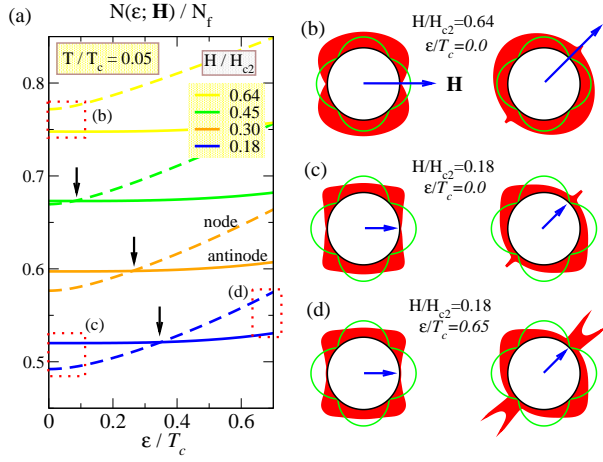 (a)
N(ε; H) / N_f
T / T_c = 0.05
H / H_c2
0.64
0.45
0.30
0.18
(b)
node
antinode
(c)
(d)
0.8
0.7
0.6
0.5
0
0.2
0.4
0.6
ε / T_c
(b)
H/H_c2=0.64
ε/T_c=0.0
H
(c)
H/H_c2=0.18
ε/T_c=0.0
(d)
H/H_c2=0.18
ε/T_c=0.65